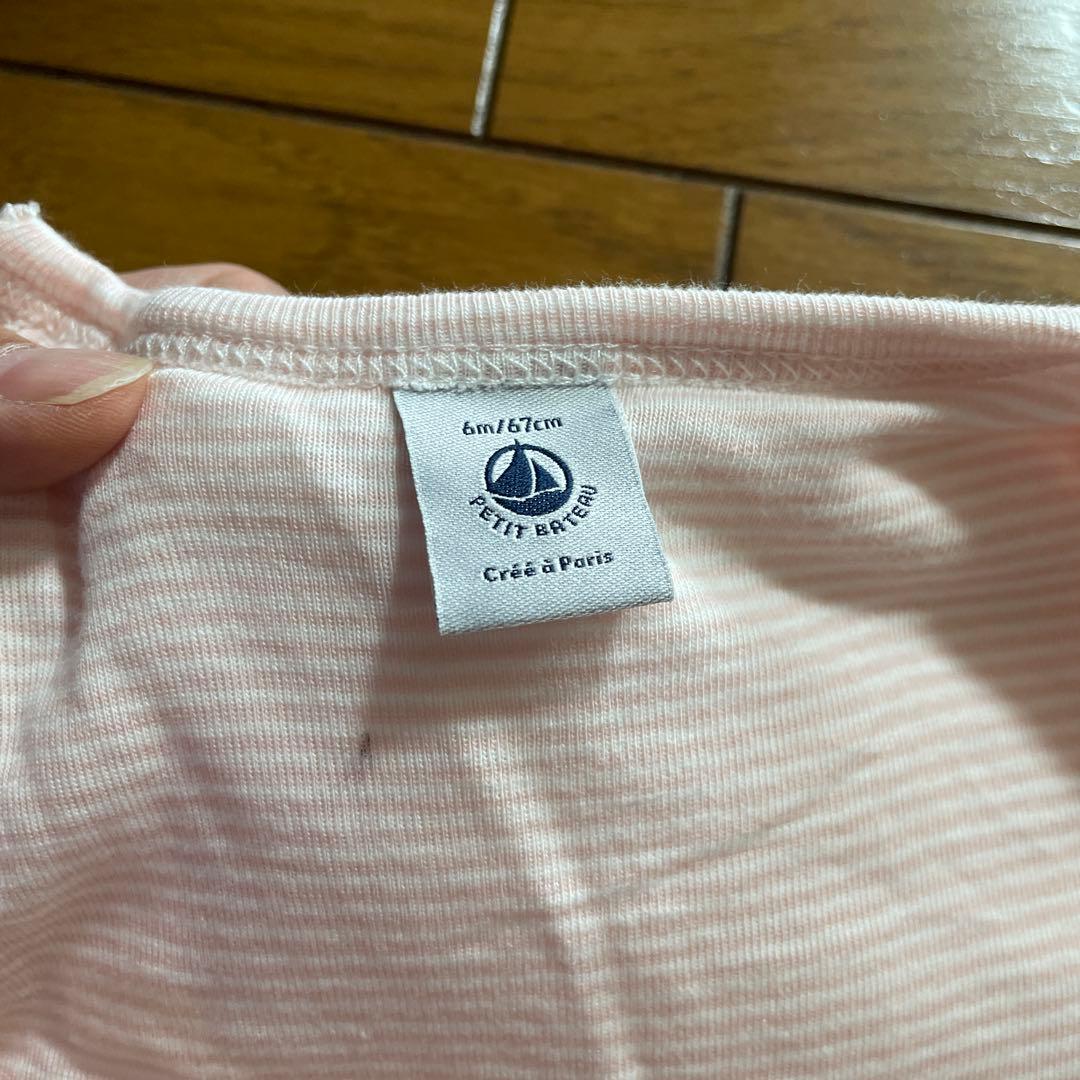 6m/67cm
PETIT BATEAU
Créé à Paris